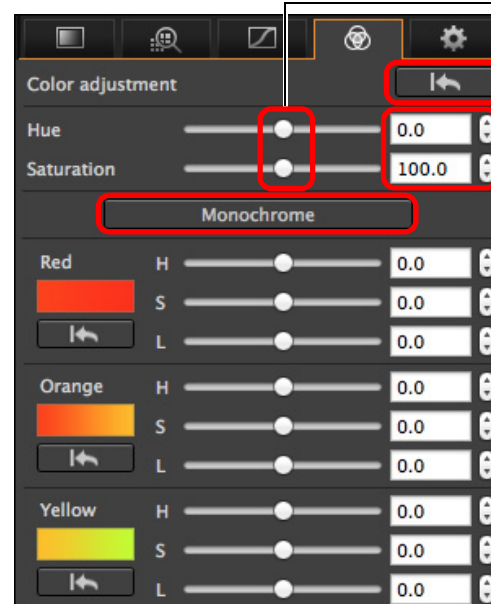 Color adjustment
Hue 0.0
Saturation 100.0
Monochrome
Red H 0.0
S 0.0
L 0.0
Orange H 0.0
S 0.0
L 0.0
Yellow H 0.0
S 0.0
L 0.0